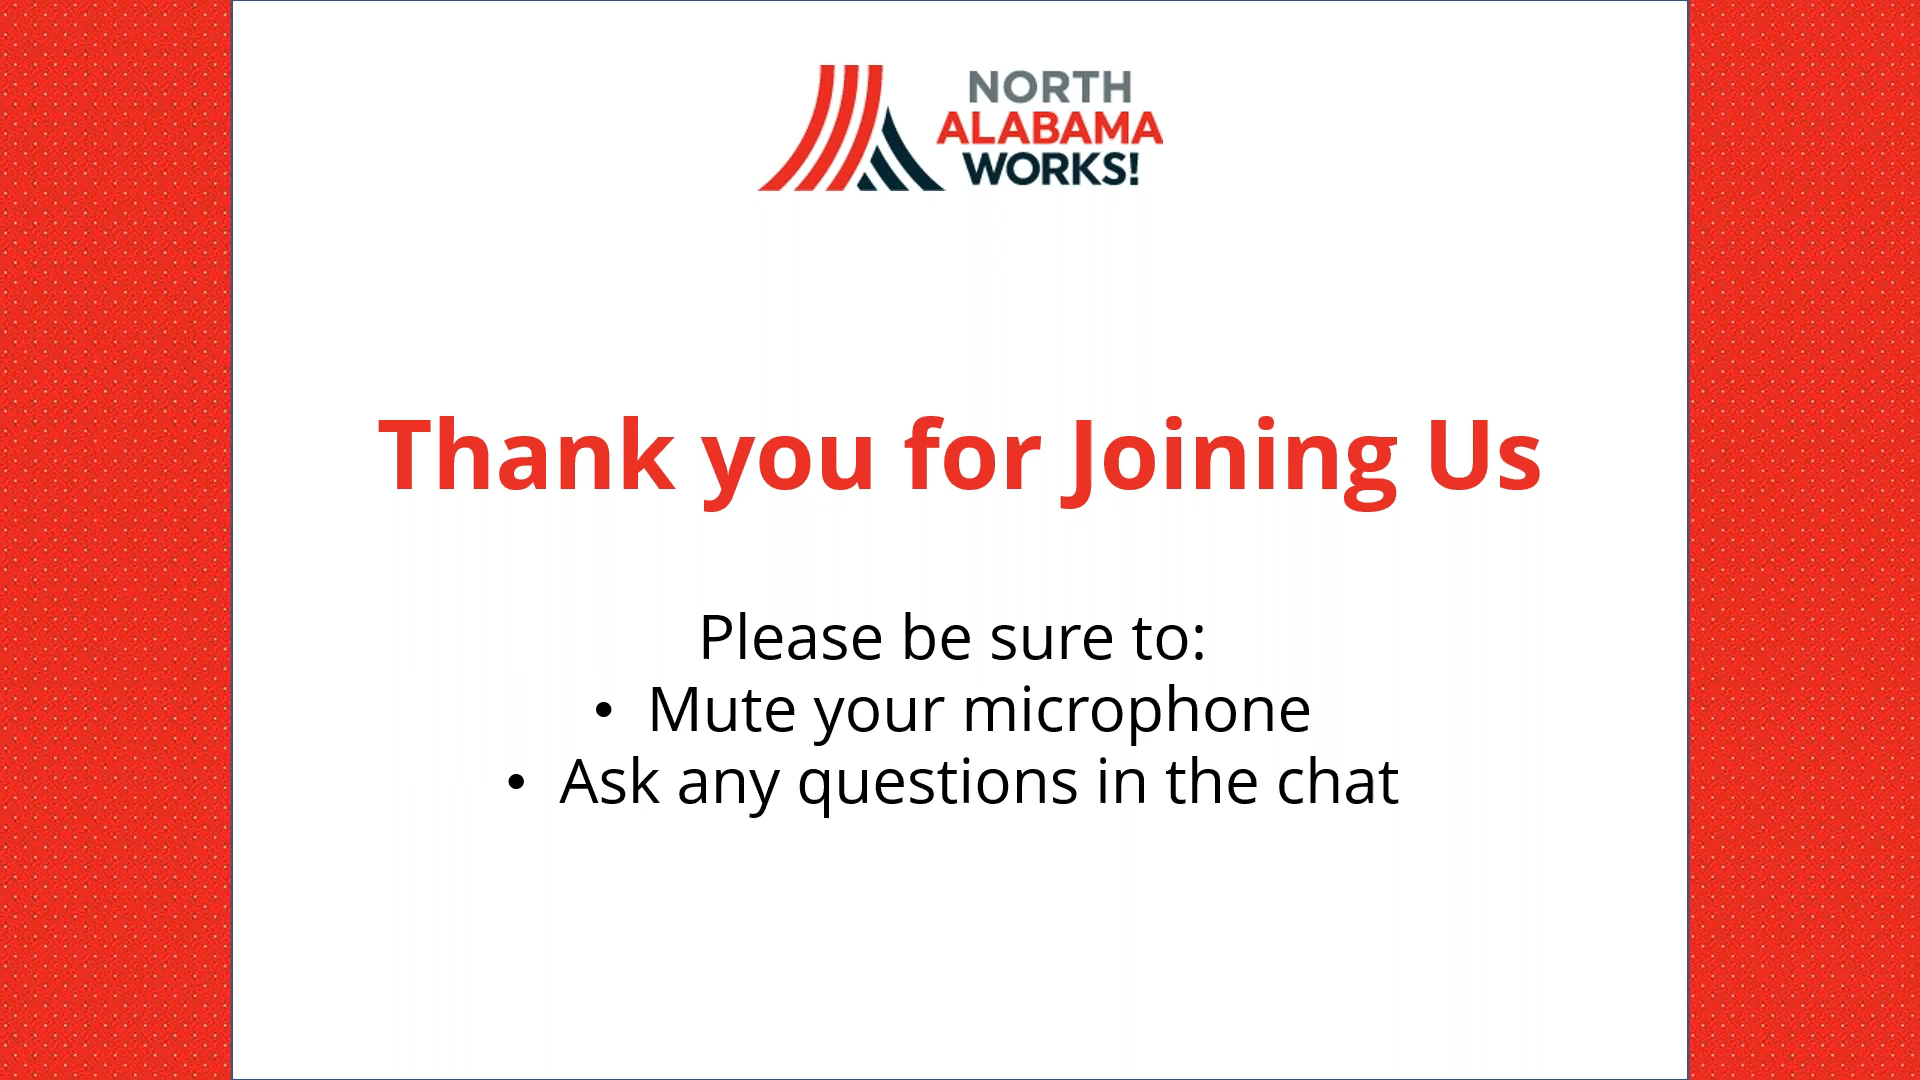 NORTH
ALABAMA
WORKS!
Thank you for Joining Us
Please be sure to:
• Mute your microphone
• Ask any questions in the chat